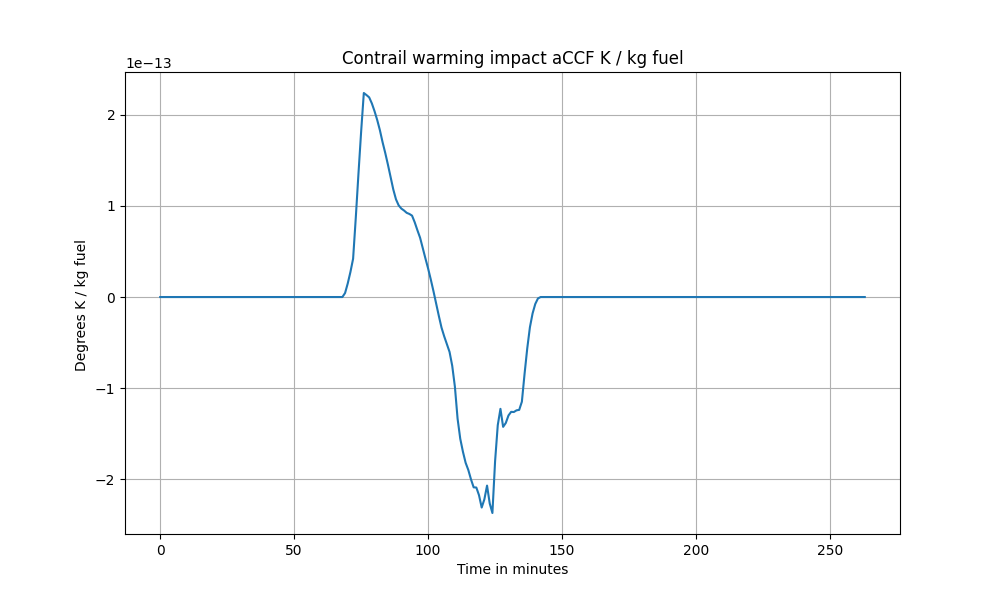 Contrail warming impact aCCF K / kg fuel
1e−13
2
1
0
−1
−2
Degrees K / kg fuel
0 50 100 150 200 250
Time in minutes